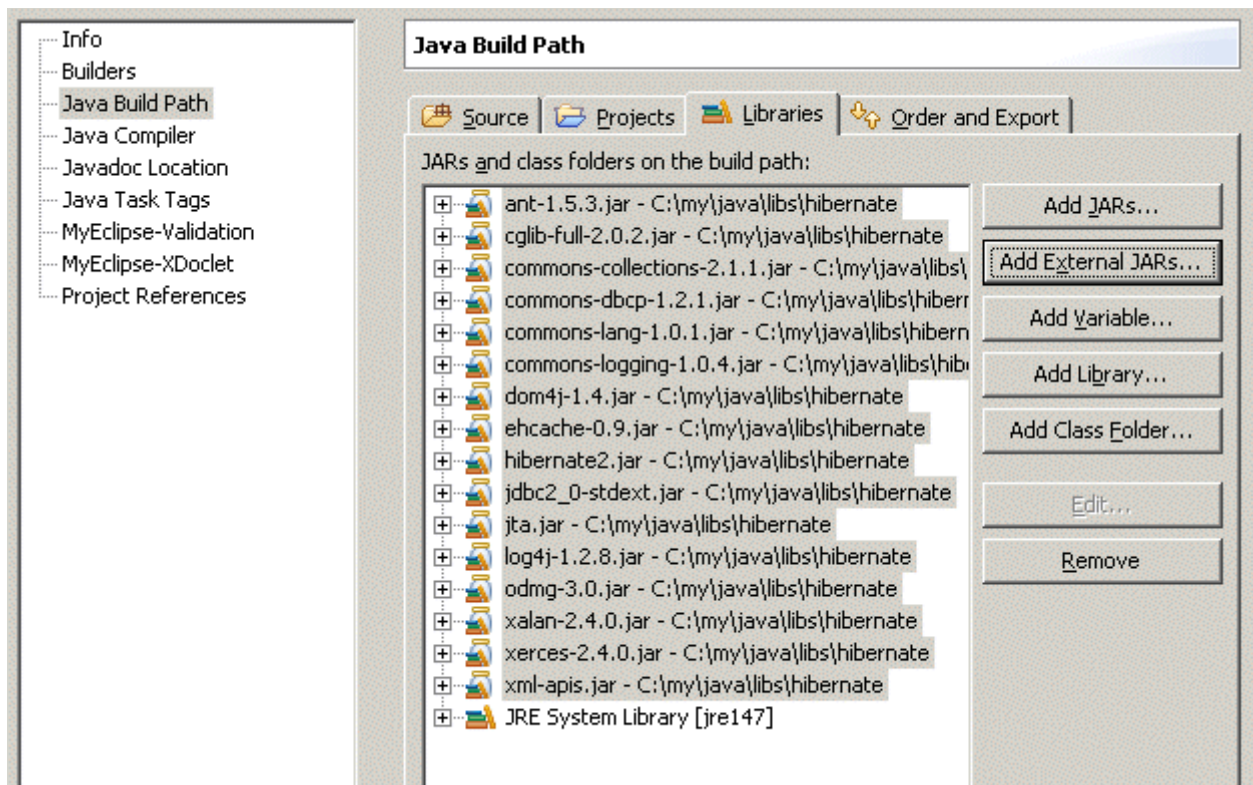 Info
Builders
Java Build Path
Java Compiler
Javadoc Location
Java Task Tags
MyEclipse-Validation
MyEclipse-XDoclet
Project References
Java Build Path
Source
Projects
Libraries
Order and Export
JARs and class folders on the build path:
ant-1.5.3.jar - C:\my\java\libs\hibernate
cglib-full-2.0.2.jar - C:\my\java\libs\hibernate
commons-collections-2.1.1.jar - C:\my\java\libs\
commons-dbcp-1.2.1.jar - C:\my\java\libs\hibern
commons-lang-1.0.1.jar - C:\my\java\libs\hibern
commons-logging-1.0.4.jar - C:\my\java\libs\hib
dom4j-1.4.jar - C:\my\java\libs\hibernate
ehcache-0.9.jar - C:\my\java\libs\hibernate
hibernate2.jar - C:\my\java\libs\hibernate
jdbc2_0-stdext.jar - C:\my\java\libs\hibernate
jta.jar - C:\my\java\libs\hibernate
log4j-1.2.8.jar - C:\my\java\libs\hibernate
odmg-3.0.jar - C:\my\java\libs\hibernate
xalan-2.4.0.jar - C:\my\java\libs\hibernate
xerces-2.4.0.jar - C:\my\java\libs\hibernate
xml-apis.jar - C:\my\java\libs\hibernate
JRE System Library [jre147]
Add JARs...
Add External JARs...
Add Variable...
Add Library...
Add Class Folder...
Edit...
Remove